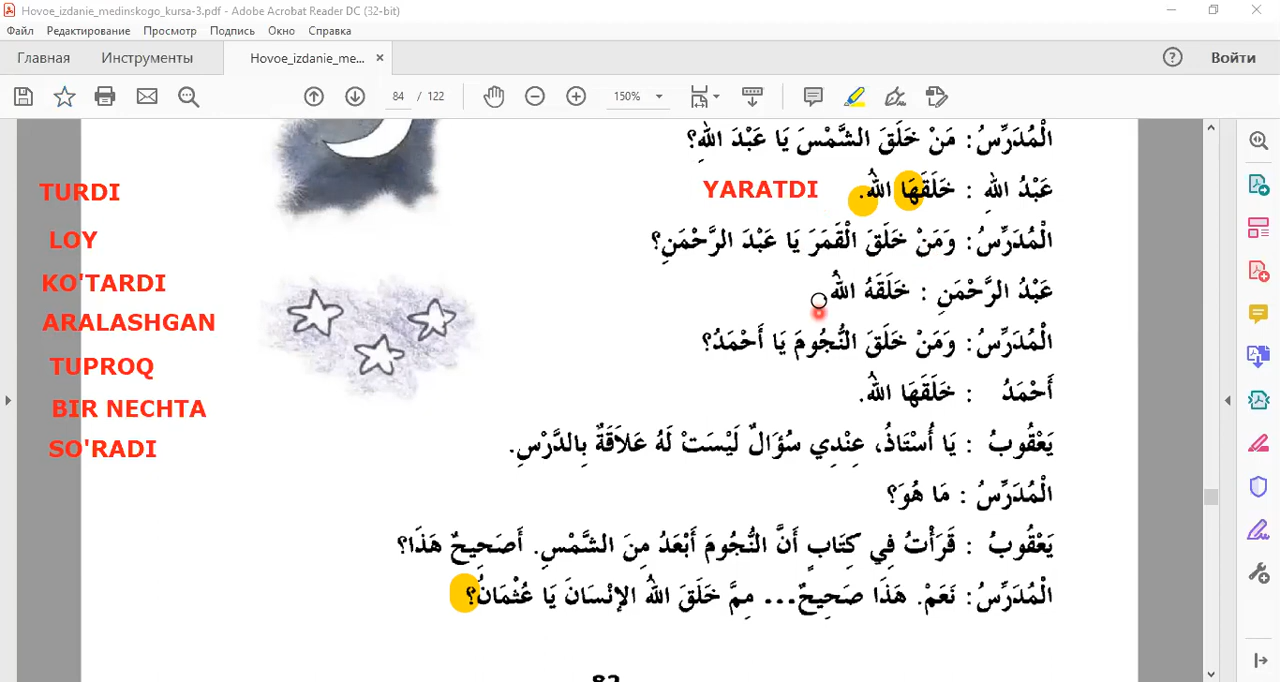 Hovoe_izdanie_medinskogo_kursa-3.pdf - Adobe Acrobat Reader DC (32-bit)
Файл Редактирование Просмотр Подпись Окно Справка
Главная Инструменты Hovoe_izdanie_me... × Войти
84 / 122 150%
الْمُدَرِّسُ: مَنْ خَلَقَ الشَّمْسَ يَا عَبْدَ اللهِ؟
عَبْدُ اللهِ : خَلَقَهَا اللهُ.
YARATDI
الْمُدَرِّسُ: وَمَنْ خَلَقَ الْقَمَرَ يَا عَبْدَ الرَّحْمَنِ؟
عَبْدُ الرَّحْمَنِ : خَلَقَهُ اللهُ
الْمُدَرِّسُ: وَمَنْ خَلَقَ النُّجُومَ يَا أَحْمَدُ؟
أَحْمَدُ : خَلَقَهَا اللهُ.
يَعْقُوبُ : يَا أُسْتَاذُ، عِنْدِي سُؤَالٌ لَيْسَتْ لَهُ عَلاَقَةٌ بِالدَّرْسِ.
الْمُدَرِّسُ : مَا هُوَ؟
يَعْقُوبُ : قَرَأْتُ فِي كِتَابٍ أَنَّ النُّجُومَ أَبْعَدُ مِنَ الشَّمْسِ. أَصَحِيحٌ هَذَا؟
الْمُدَرِّسُ: نَعَمْ. هَذَا صَحِيحٌ... مِمَّ خَلَقَ اللهُ الإِنْسَانَ يَا عُثْمَانُ؟
TURDI
LOY
KO'TARDI
ARALASHGAN
TUPROQ
BIR NECHTA
SO'RADI